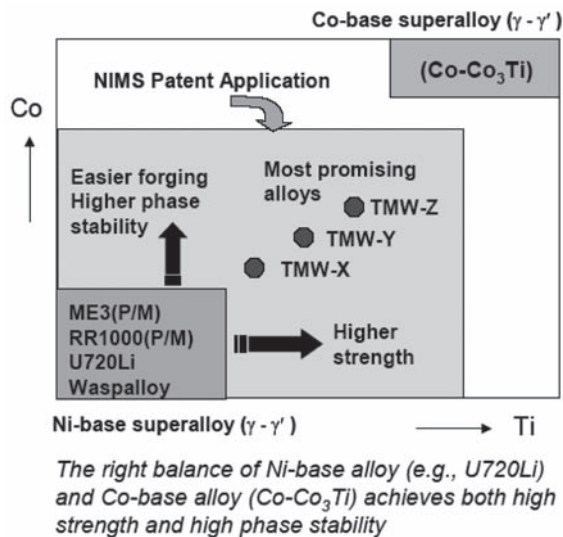 Co-base superalloy (γ - γ′)
(Co-Co₃Ti)
NIMS Patent Application
Co
Easier forging
Higher phase
stability
Most promising
alloys
TMW-Z
TMW-Y
TMW-X
ME3(P/M)
RR1000(P/M)
U720Li
Waspalloy
Higher
strength
Ni-base superalloy (γ - γ′)
Ti
The right balance of Ni-base alloy (e.g., U720Li)
and Co-base alloy (Co-Co₃Ti) achieves both high
strength and high phase stability